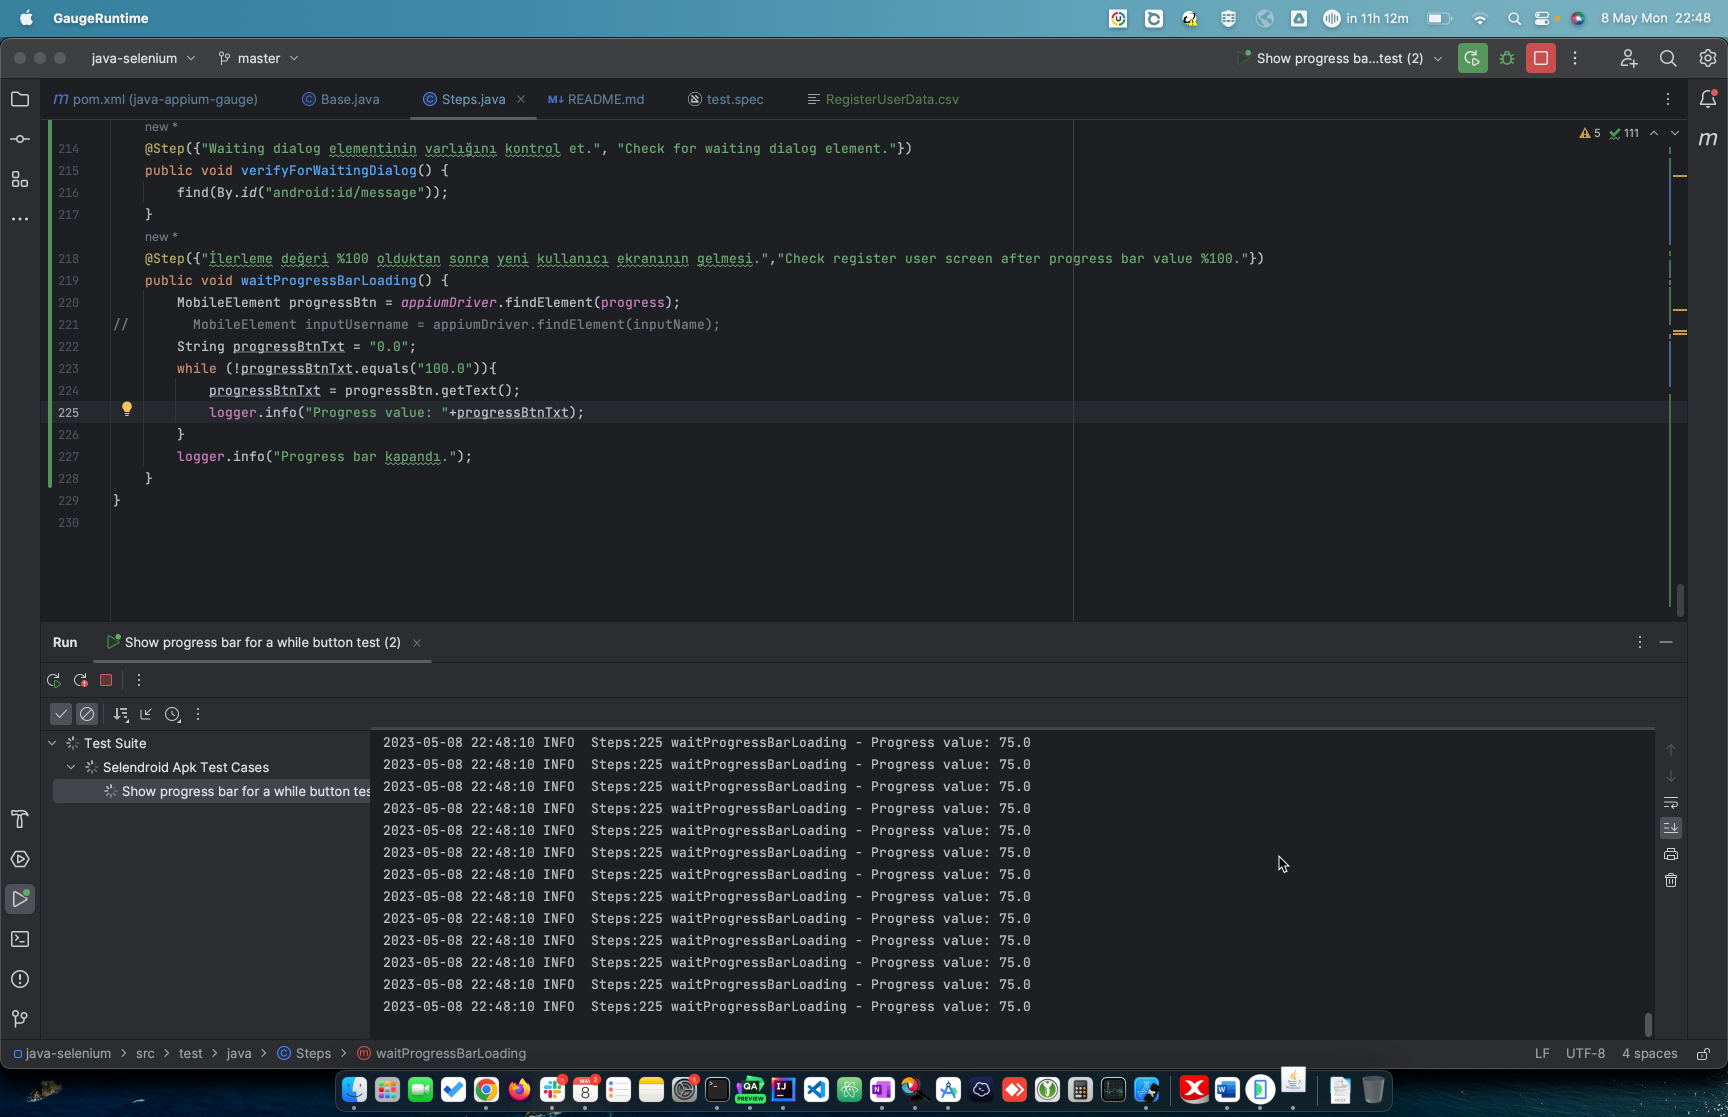 GaugeRuntime
in 11h 12m
8 May Mon 22:48
java-selenium
master
Show progress ba...test (2)
pom.xml (java-appium-gauge)
Base.java
Steps.java
README.md
test.spec
RegisterUserData.csv
5
111
new *
214 @Step({"Waiting dialog elementinin varlığını kontrol et.", "Check for waiting dialog element."})
215 public void verifyForWaitingDialog() {
216 find(By.id("android:id/message"));
217 }
new *
218 @Step({"İlerleme değeri %100 olduktan sonra yeni kullanıcı ekranının gelmesi.","Check register user screen after progress bar value %100."})
219 public void waitProgressBarLoading() {
220 MobileElement progressBtn = appiumDriver.findElement(progress);
221 // MobileElement inputUsername = appiumDriver.findElement(inputName);
222 String progressBtnTxt = "0.0";
223 while (!progressBtnTxt.equals("100.0")){
224 progressBtnTxt = progressBtn.getText();
225 logger.info("Progress value: "+progressBtnTxt);
226 }
227 logger.info("Progress bar kapandı.");
228 }
229 }
230
Run
Show progress bar for a while button test (2)
Test Suite
Selendroid Apk Test Cases
Show progress bar for a while button tes
2023-05-08 22:48:10 INFO Steps:225 waitProgressBarLoading - Progress value: 75.0
2023-05-08 22:48:10 INFO Steps:225 waitProgressBarLoading - Progress value: 75.0
2023-05-08 22:48:10 INFO Steps:225 waitProgressBarLoading - Progress value: 75.0
2023-05-08 22:48:10 INFO Steps:225 waitProgressBarLoading - Progress value: 75.0
2023-05-08 22:48:10 INFO Steps:225 waitProgressBarLoading - Progress value: 75.0
2023-05-08 22:48:10 INFO Steps:225 waitProgressBarLoading - Progress value: 75.0
2023-05-08 22:48:10 INFO Steps:225 waitProgressBarLoading - Progress value: 75.0
2023-05-08 22:48:10 INFO Steps:225 waitProgressBarLoading - Progress value: 75.0
2023-05-08 22:48:10 INFO Steps:225 waitProgressBarLoading - Progress value: 75.0
2023-05-08 22:48:10 INFO Steps:225 waitProgressBarLoading - Progress value: 75.0
2023-05-08 22:48:10 INFO Steps:225 waitProgressBarLoading - Progress value: 75.0
2023-05-08 22:48:10 INFO Steps:225 waitProgressBarLoading - Progress value: 75.0
2023-05-08 22:48:10 INFO Steps:225 waitProgressBarLoading - Progress value: 75.0
java-selenium > src > test > java > Steps > waitProgressBarLoading
LF UTF-8 4 spaces